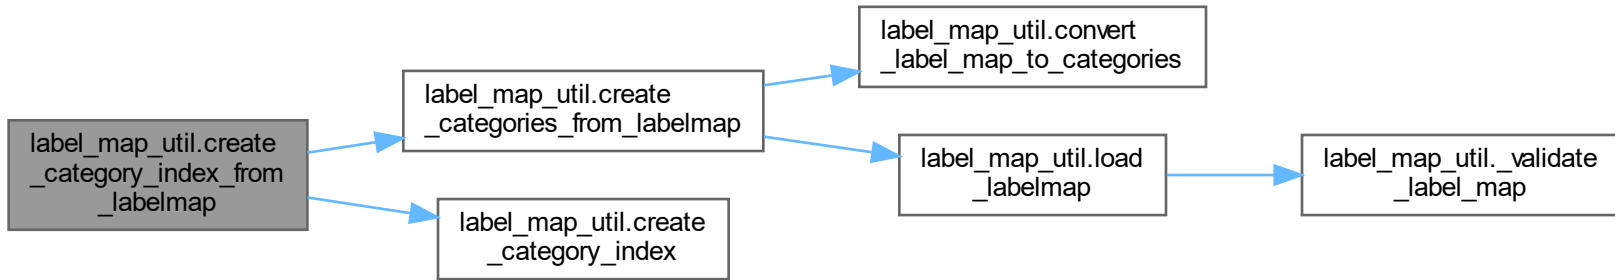 label_map_util.create
_category_index_from
_labelmap
label_map_util.create
_categories_from_labelmap
label_map_util.create
_category_index
label_map_util.convert
_label_map_to_categories
label_map_util.load
_labelmap
label_map_util._validate
_label_map